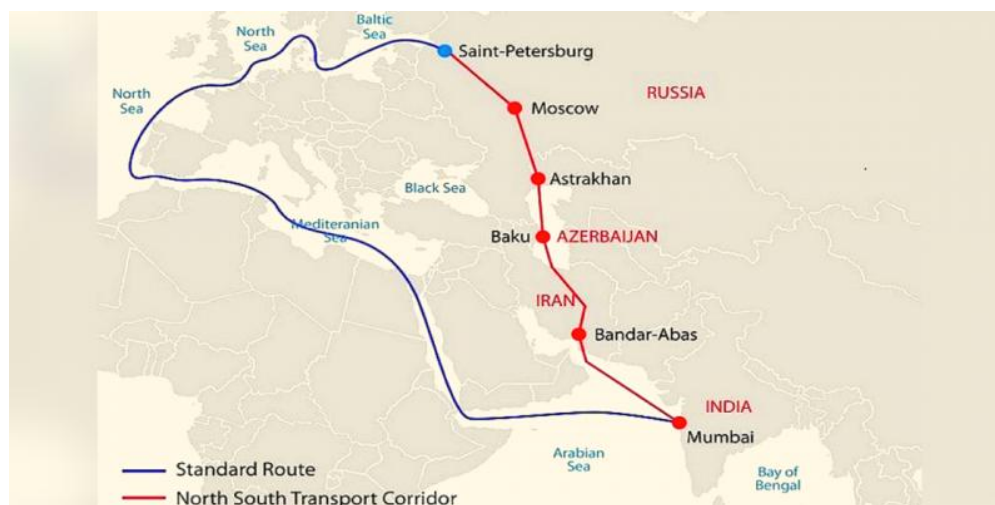 Baltic
Sea
North
Sea
Saint-Petersburg
North
Sea
RUSSIA
Moscow
Astrakhan
Black Sea
Mediteranian
Sea
Baku
AZERBAIJAN
IRAN
Bandar-Abas
INDIA
Mumbai
Arabian
Sea
Bay of
Bengal
Standard Route
North South Transport Corridor